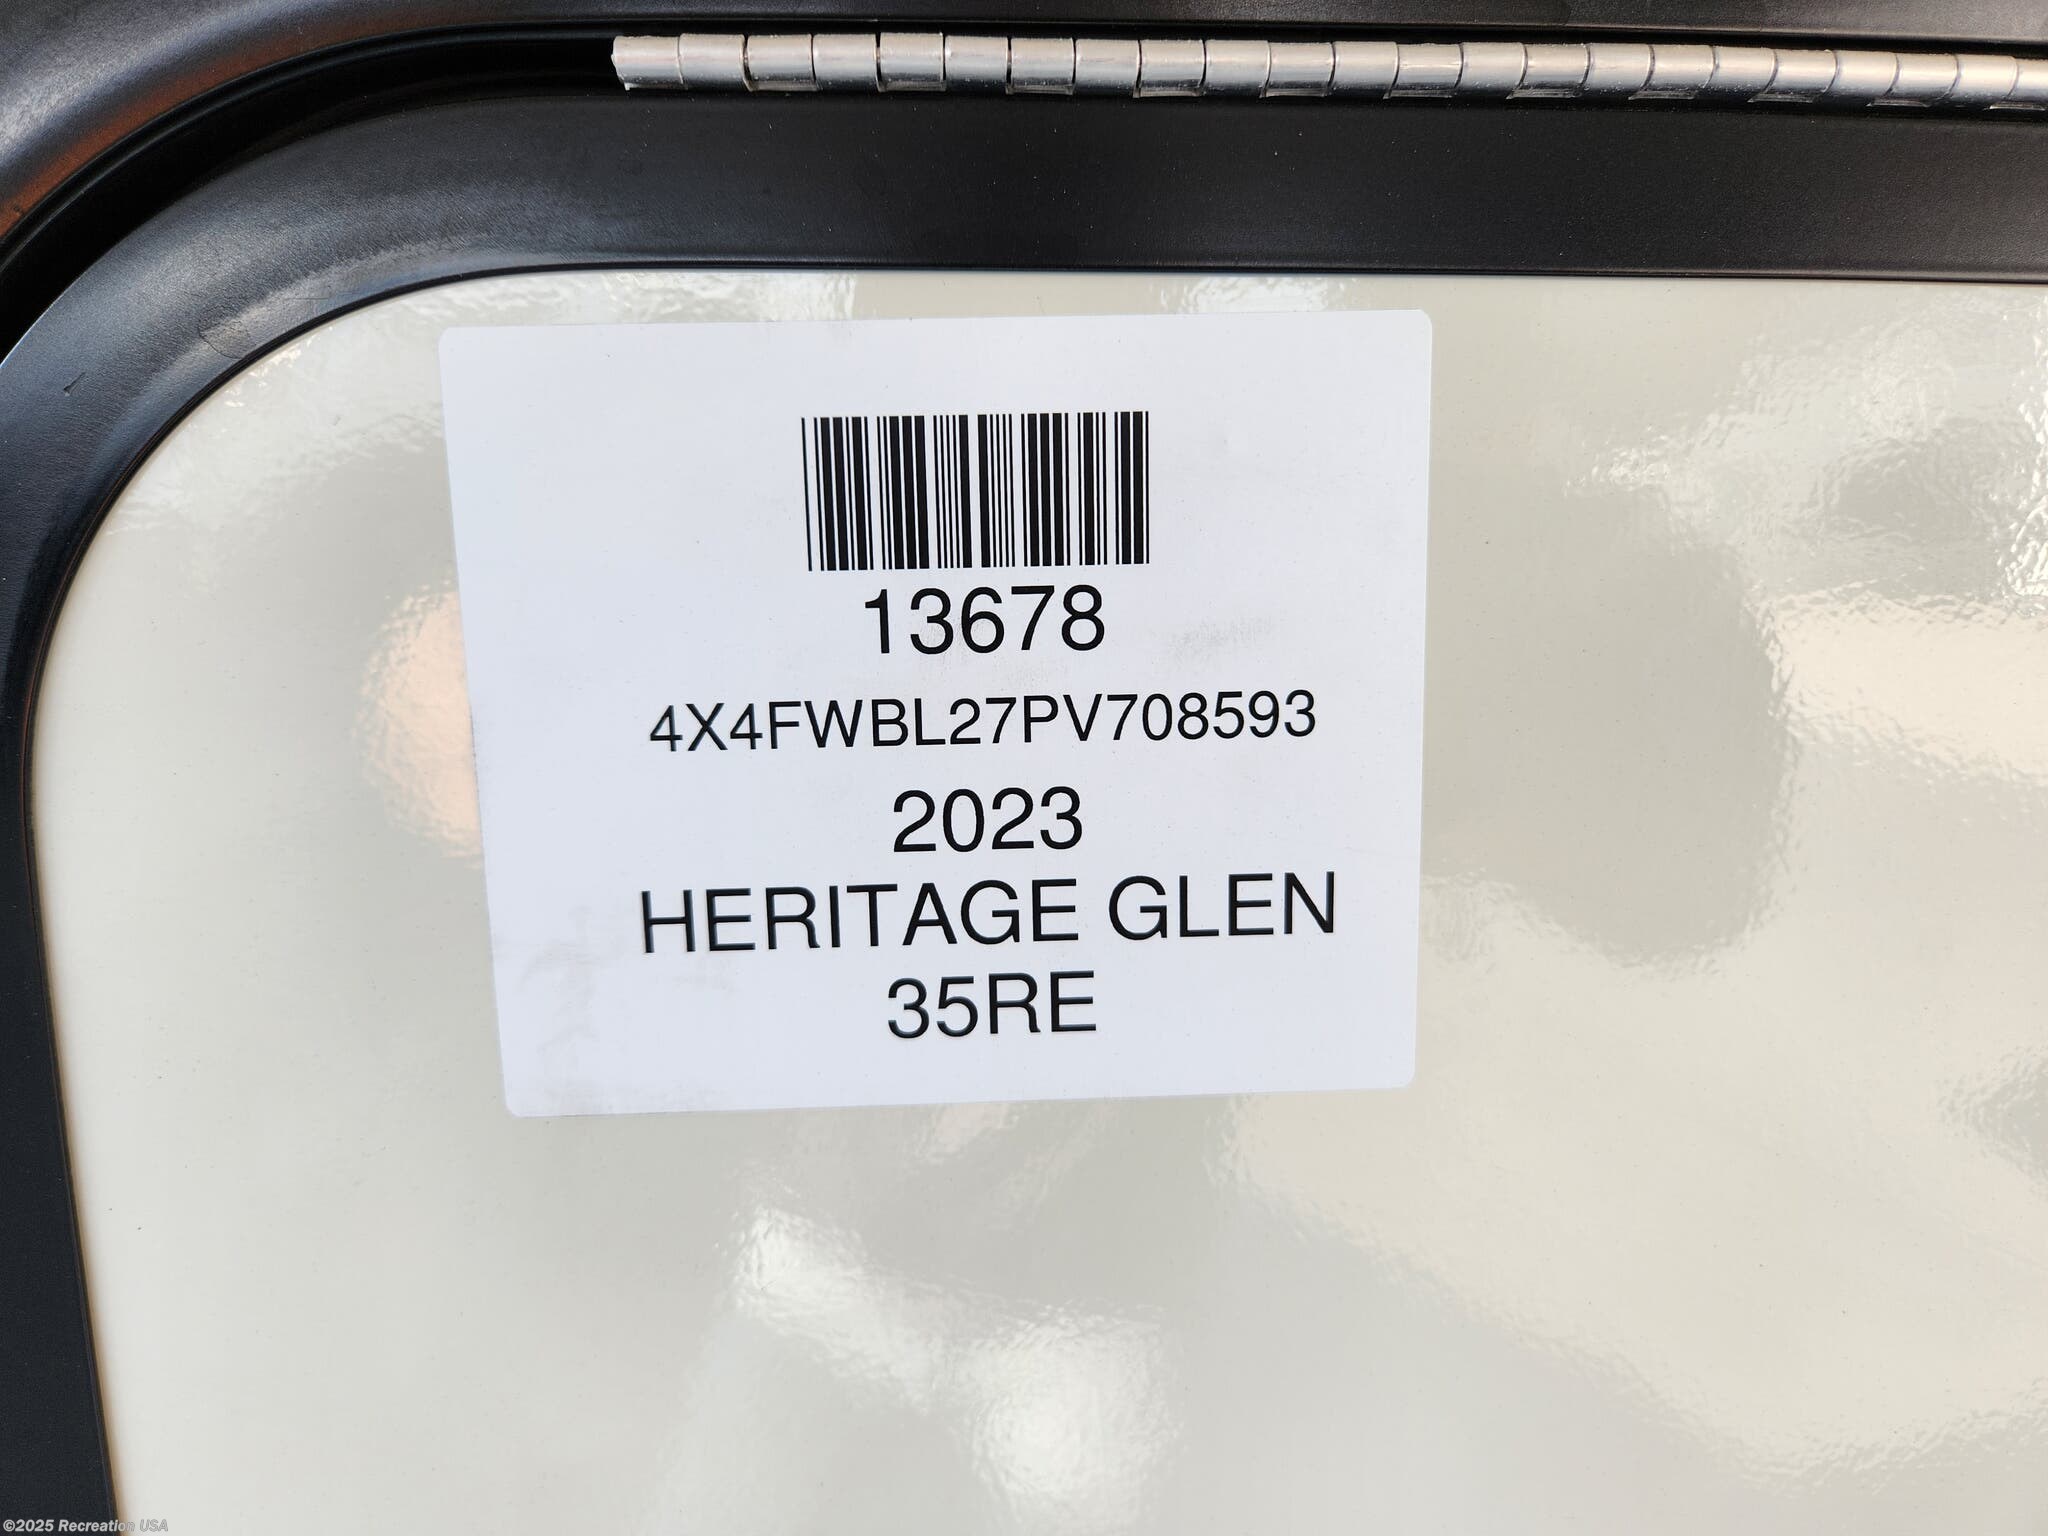 13678
4X4FWBL27PV708593
2023
HERITAGE GLEN
35RE
©2025 Recreation USA